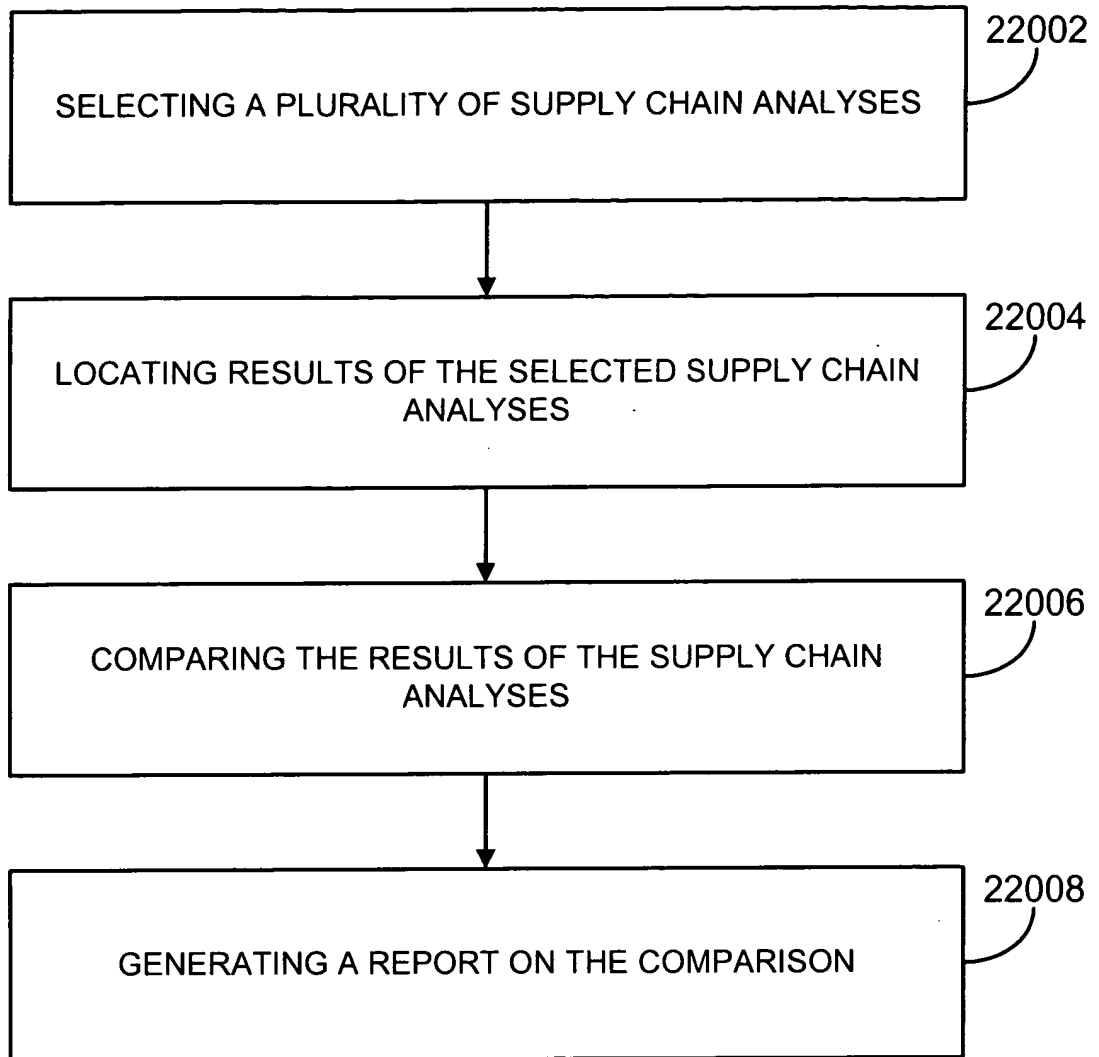 22002
SELECTING A PLURALITY OF SUPPLY CHAIN ANALYSES
22004
LOCATING RESULTS OF THE SELECTED SUPPLY CHAIN
ANALYSES
22006
COMPARING THE RESULTS OF THE SUPPLY CHAIN
ANALYSES
22008
GENERATING A REPORT ON THE COMPARISON